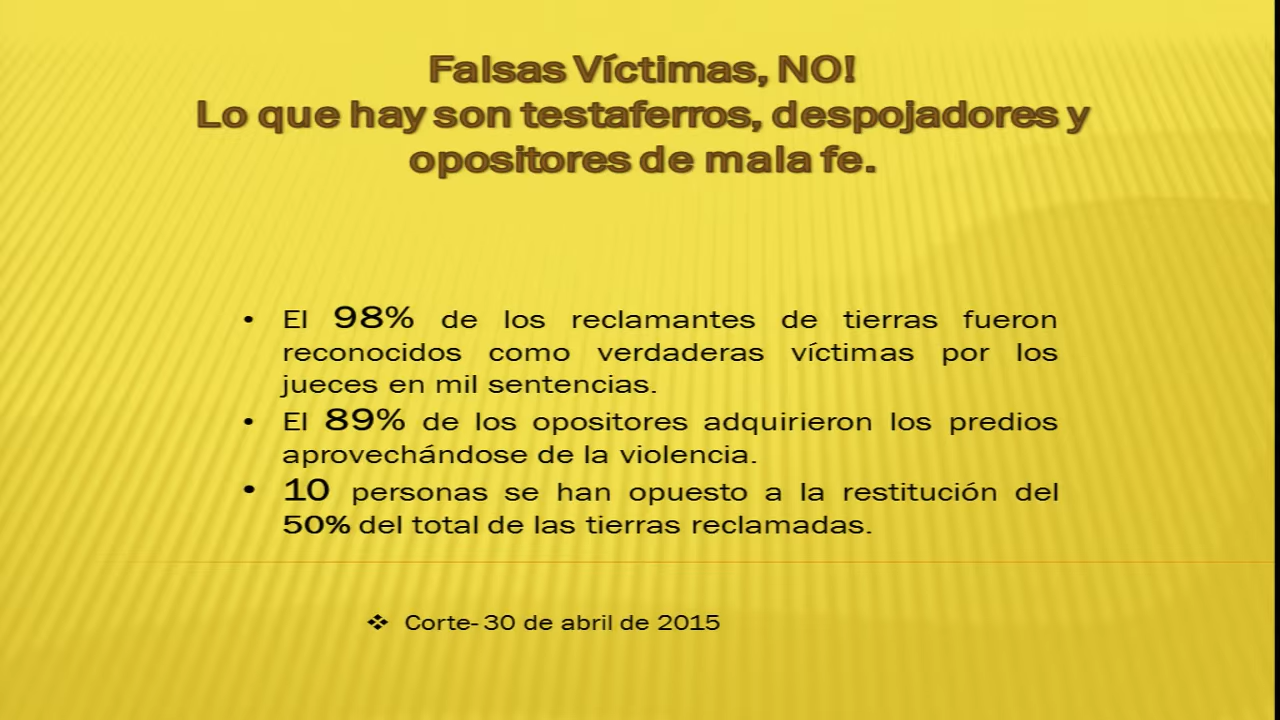 Falsas Víctimas, NO!
Lo que hay son testaferros, despojadores y
opositores de mala fe.
• El 98% de los reclamantes de tierras fueron
reconocidos como verdaderas víctimas por los
jueces en mil sentencias.
• El 89% de los opositores adquirieron los predios
aprovechándose de la violencia.
• 10 personas se han opuesto a la restitución del
50% del total de las tierras reclamadas.
❖ Corte- 30 de abril de 2015